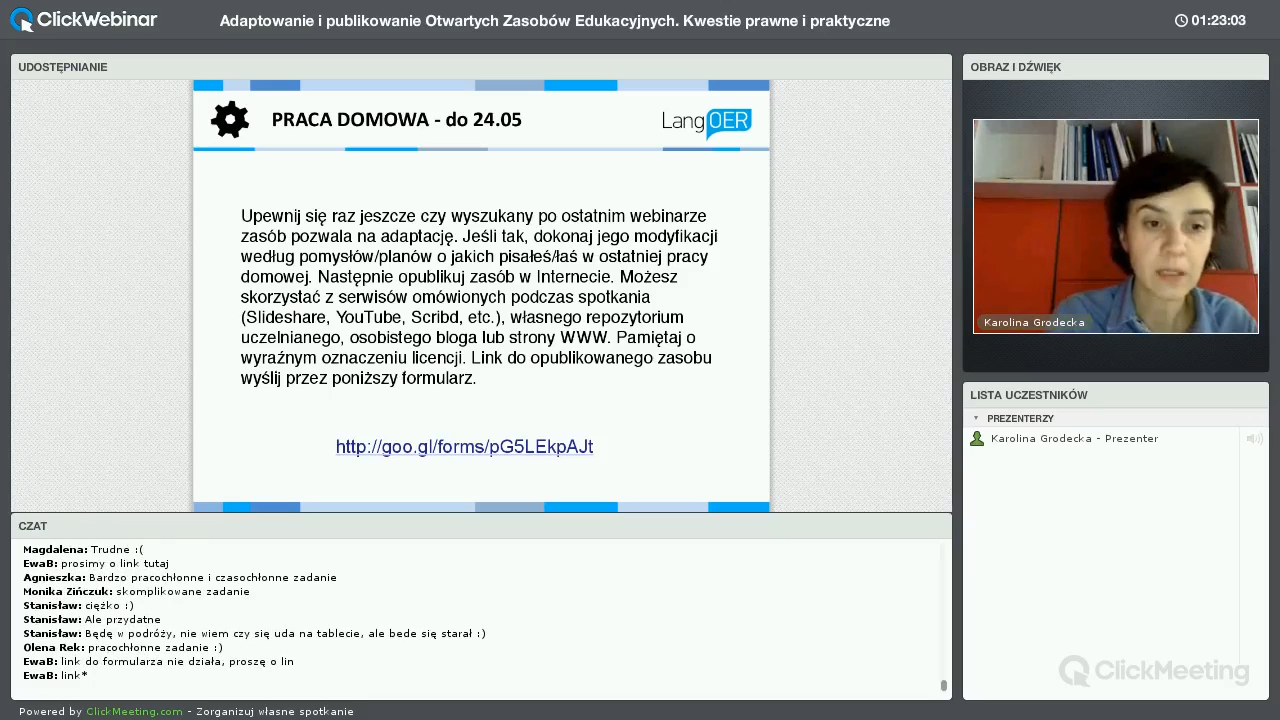 ClickWebinar
Adaptowanie i publikowanie Otwartych Zasobów Edukacyjnych. Kwestie prawne i praktyczne
01:23:03
UDOSTĘPNIANIE
PRACA DOMOWA - do 24.05
LangOER
Upewnij się raz jeszcze czy wyszukany po ostatnim webinarze
zasób pozwala na adaptację. Jeśli tak, dokonaj jego modyfikacji
według pomysłów/planów o jakich pisałeś/łaś w ostatniej pracy
domowej. Następnie opublikuj zasób w Internecie. Możesz
skorzystać z serwisów omówionych podczas spotkania
(Slideshare, YouTube, Scribd, etc.), własnego repozytorium
uczelnianego, osobistego bloga lub strony WWW. Pamiętaj o
wyraźnym oznaczeniu licencji. Link do opublikowanego zasobu
wyślij przez poniższy formularz.
http://goo.gl/forms/pG5LEkpAJt
CZAT
Magdalena: Trudne :(
EwaB: prosimy o link tutaj
Agnieszka: Bardzo pracochłonne i czasochłonne zadanie
Monika Zińczuk: skomplikowane zadanie
Stanisław: ciężko :)
Stanisław: Ale przydatne
Stanisław: Będę w podróży, nie wiem czy się uda na tablecie, ale bede się starał :)
Olena Rek: pracochłonne zadanie :)
EwaB: link do formularza nie działa, proszę o lin
EwaB: link*
OBRAZ I DŹWIĘK
Karolina Grodecka
LISTA UCZESTNIKÓW
PREZENTERZY
Karolina Grodecka - Prezenter
ClickMeeting
Powered by ClickMeeting.com - Zorganizuj własne spotkanie